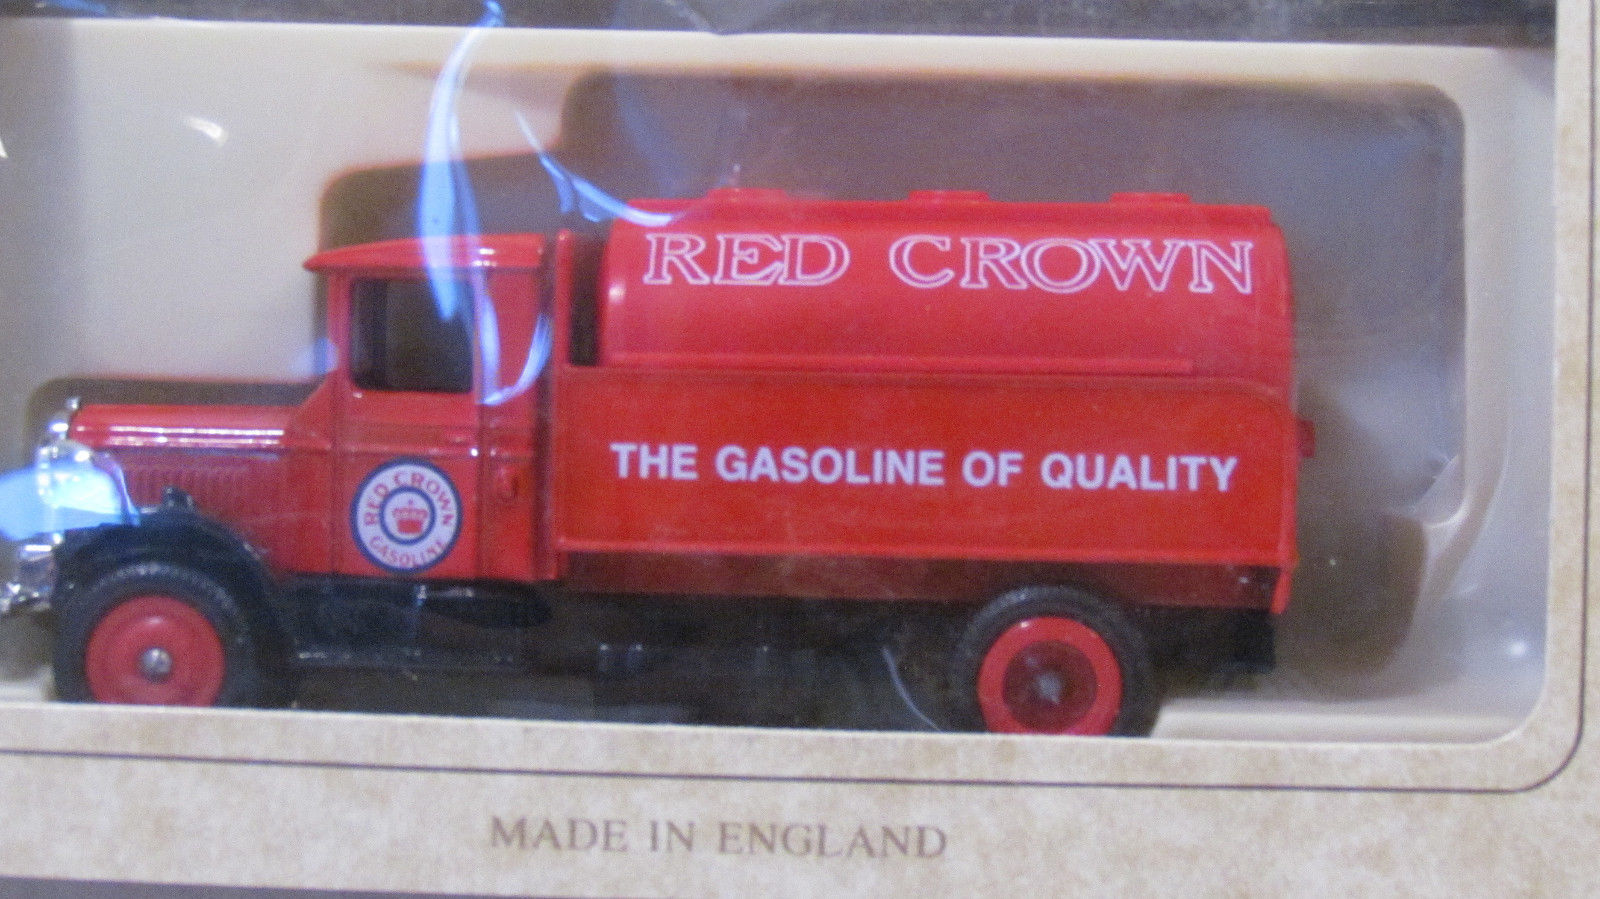 RED CROWN
THE GASOLINE OF QUALITY
RED CROWN
GASOLINE
MADE IN ENGLAND